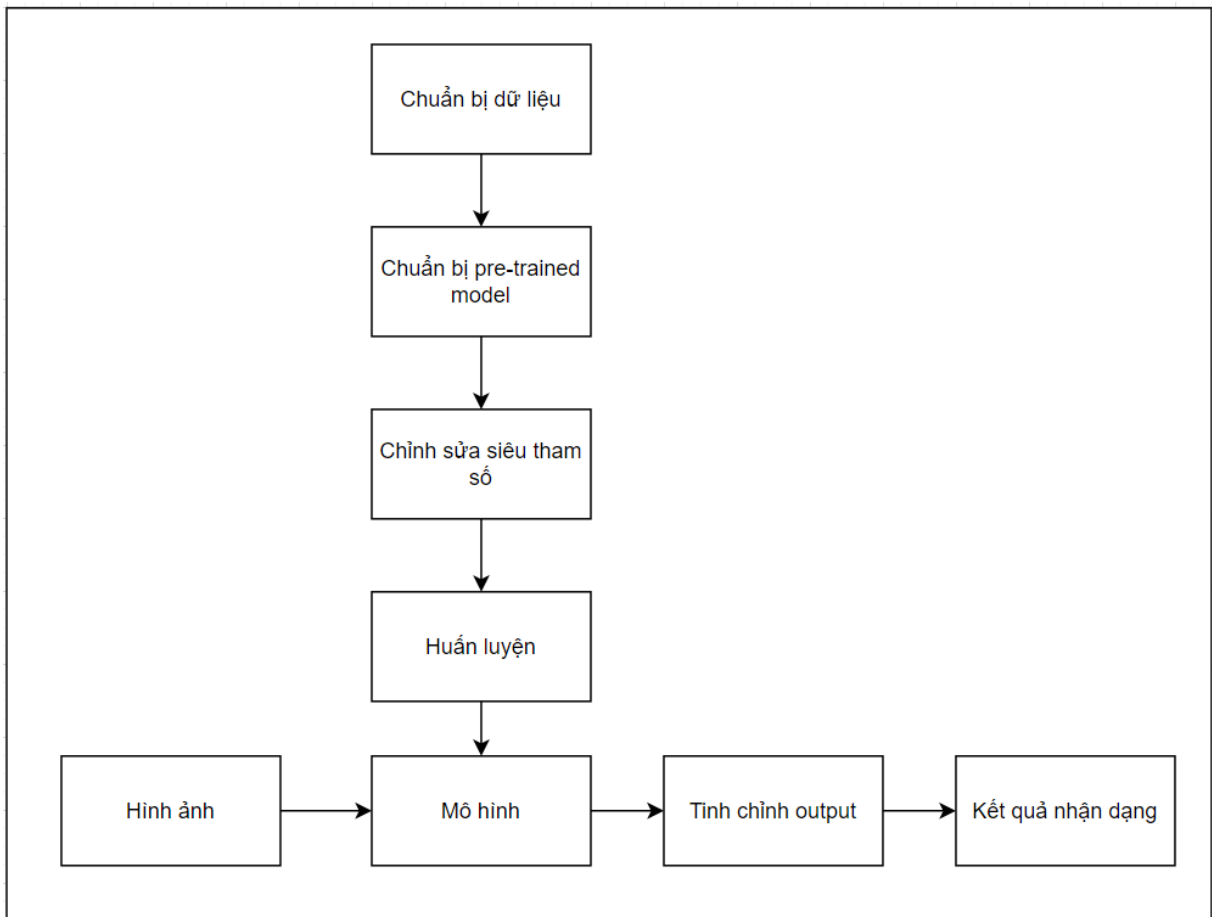 Chuẩn bị dữ liệu
Chuẩn bị pre-trained
model
Chỉnh sửa siêu tham
số
Huấn luyện
Hình ảnh
Mô hình
Tinh chỉnh output
Kết quả nhận dạng